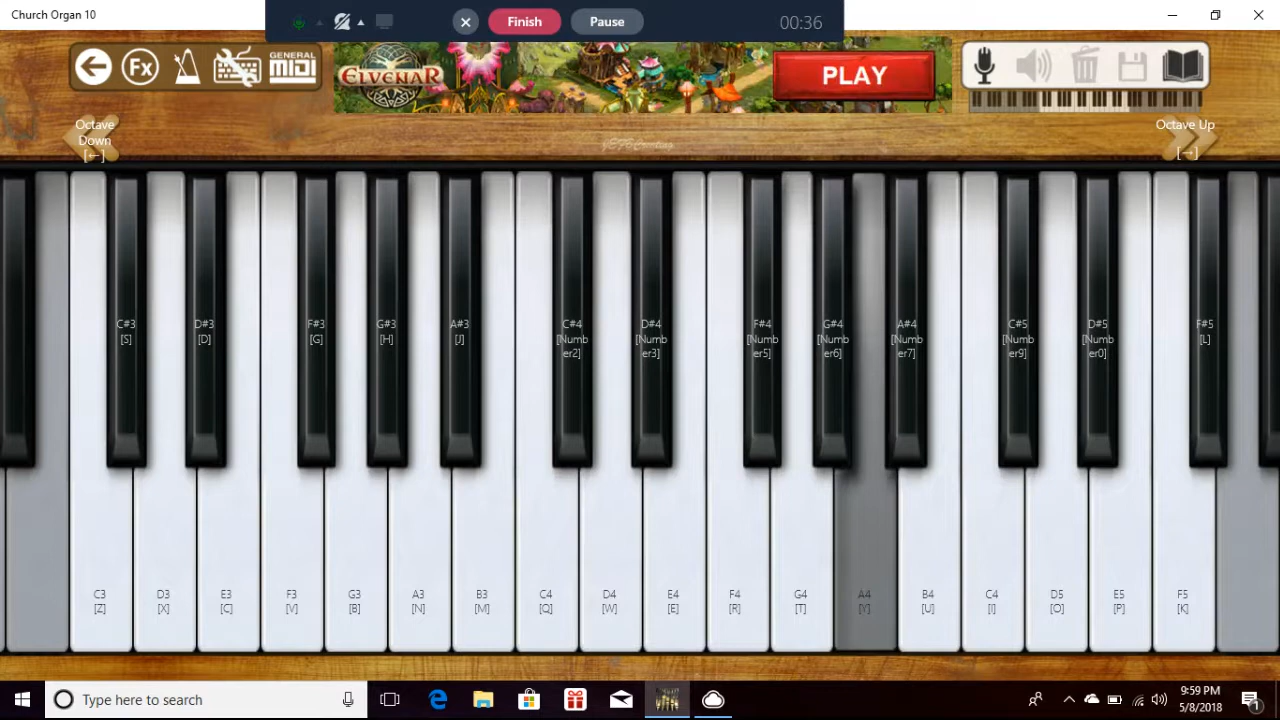 Church Organ 10
Finish
Pause
00:36
Fx
GENERAL
MIDI
ELVENAR
PLAY
Octave
Down
[←]
Octave Up
[→]
C#3
[S]
D#3
[D]
F#3
[G]
G#3
[H]
A#3
[J]
C#4
[Numb
er2]
D#4
[Numb
er3]
F#4
[Numb
er5]
G#4
[Numb
er6]
A#4
[Numb
er7]
C#5
[Numb
er9]
D#5
[Numb
er0]
F#5
[L]
C3
[Z]
D3
[X]
E3
[C]
F3
[V]
G3
[B]
A3
[N]
B3
[M]
C4
[Q]
D4
[W]
E4
[E]
F4
[R]
G4
[T]
A4
[Y]
B4
[U]
C4
[I]
D5
[O]
E5
[P]
F5
[K]
Type here to search
9:59 PM
5/8/2018
1